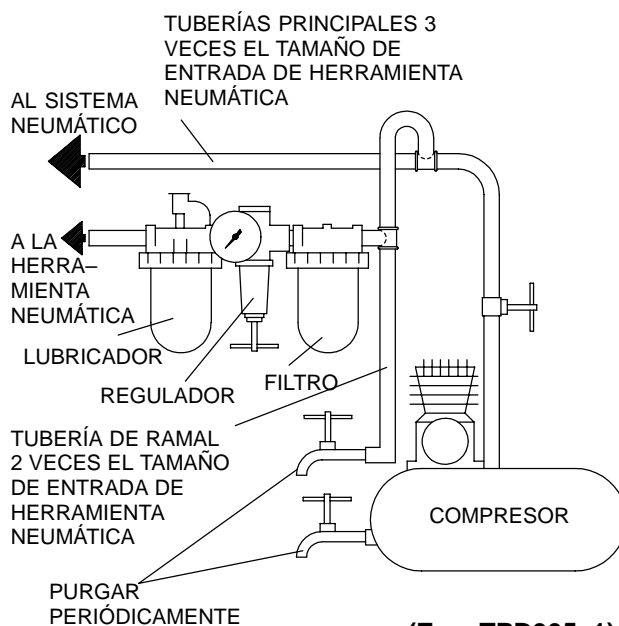 TUBERÍAS PRINCIPALES 3
VECES EL TAMAÑO DE
ENTRADA DE HERRAMIENTA
NEUMÁTICA
AL SISTEMA
NEUMÁTICO
A LA
HERRA–
MIENTA
NEUMÁTICA
LUBRICADOR
REGULADOR
FILTRO
TUBERÍA DE RAMAL
2 VECES EL TAMAÑO
DE ENTRADA DE
HERRAMIENTA
NEUMÁTICA
COMPRESOR
PURGAR
PERIÓDICAMENTE